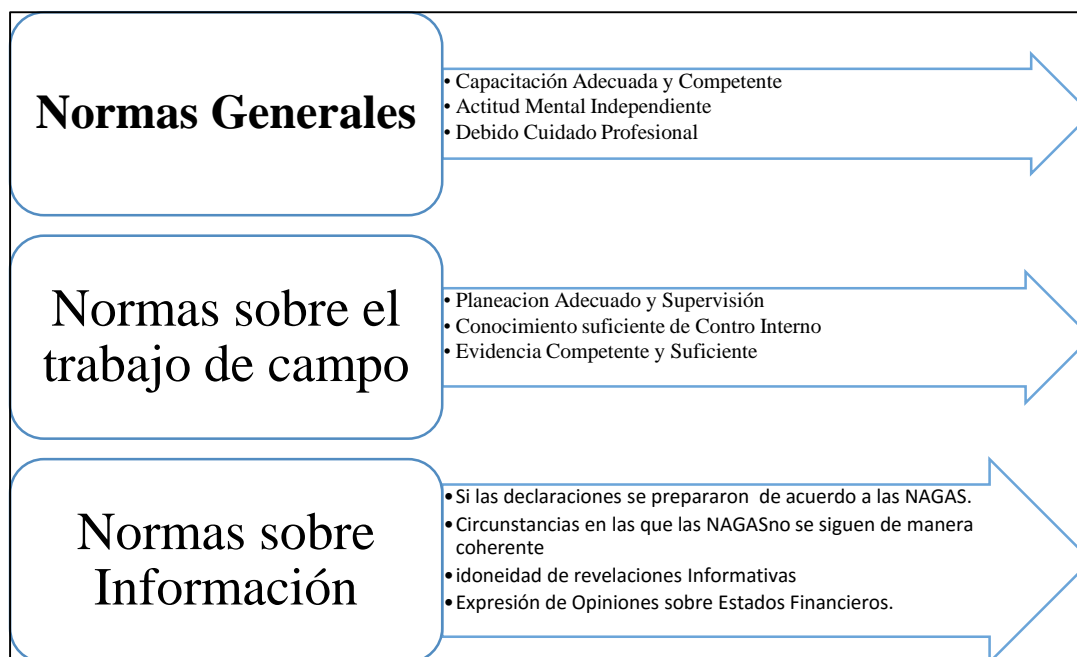 Normas Generales
• Capacitación Adecuada y Competente
• Actitud Mental Independiente
• Debido Cuidado Profesional
Normas sobre el
trabajo de campo
• Planeacion Adecuado y Supervisión
• Conocimiento suficiente de Contro Interno
• Evidencia Competente y Suficiente
Normas sobre
Información
• Si las declaraciones se prepararon de acuerdo a las NAGAS.
• Circunstancias en las que las NAGASno se siguen de manera
coherente
• idoneidad de revelaciones Informativas
• Expresión de Opiniones sobre Estados Financieros.